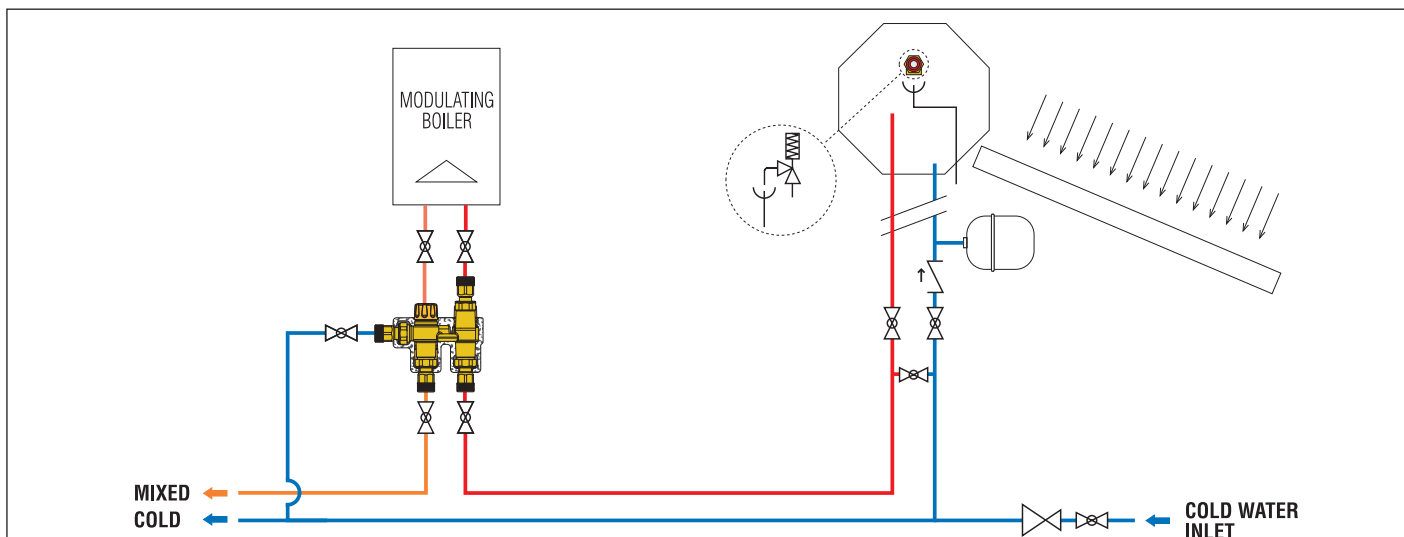 MODULATING
BOILER
MIXED
COLD
COLD WATER
INLET